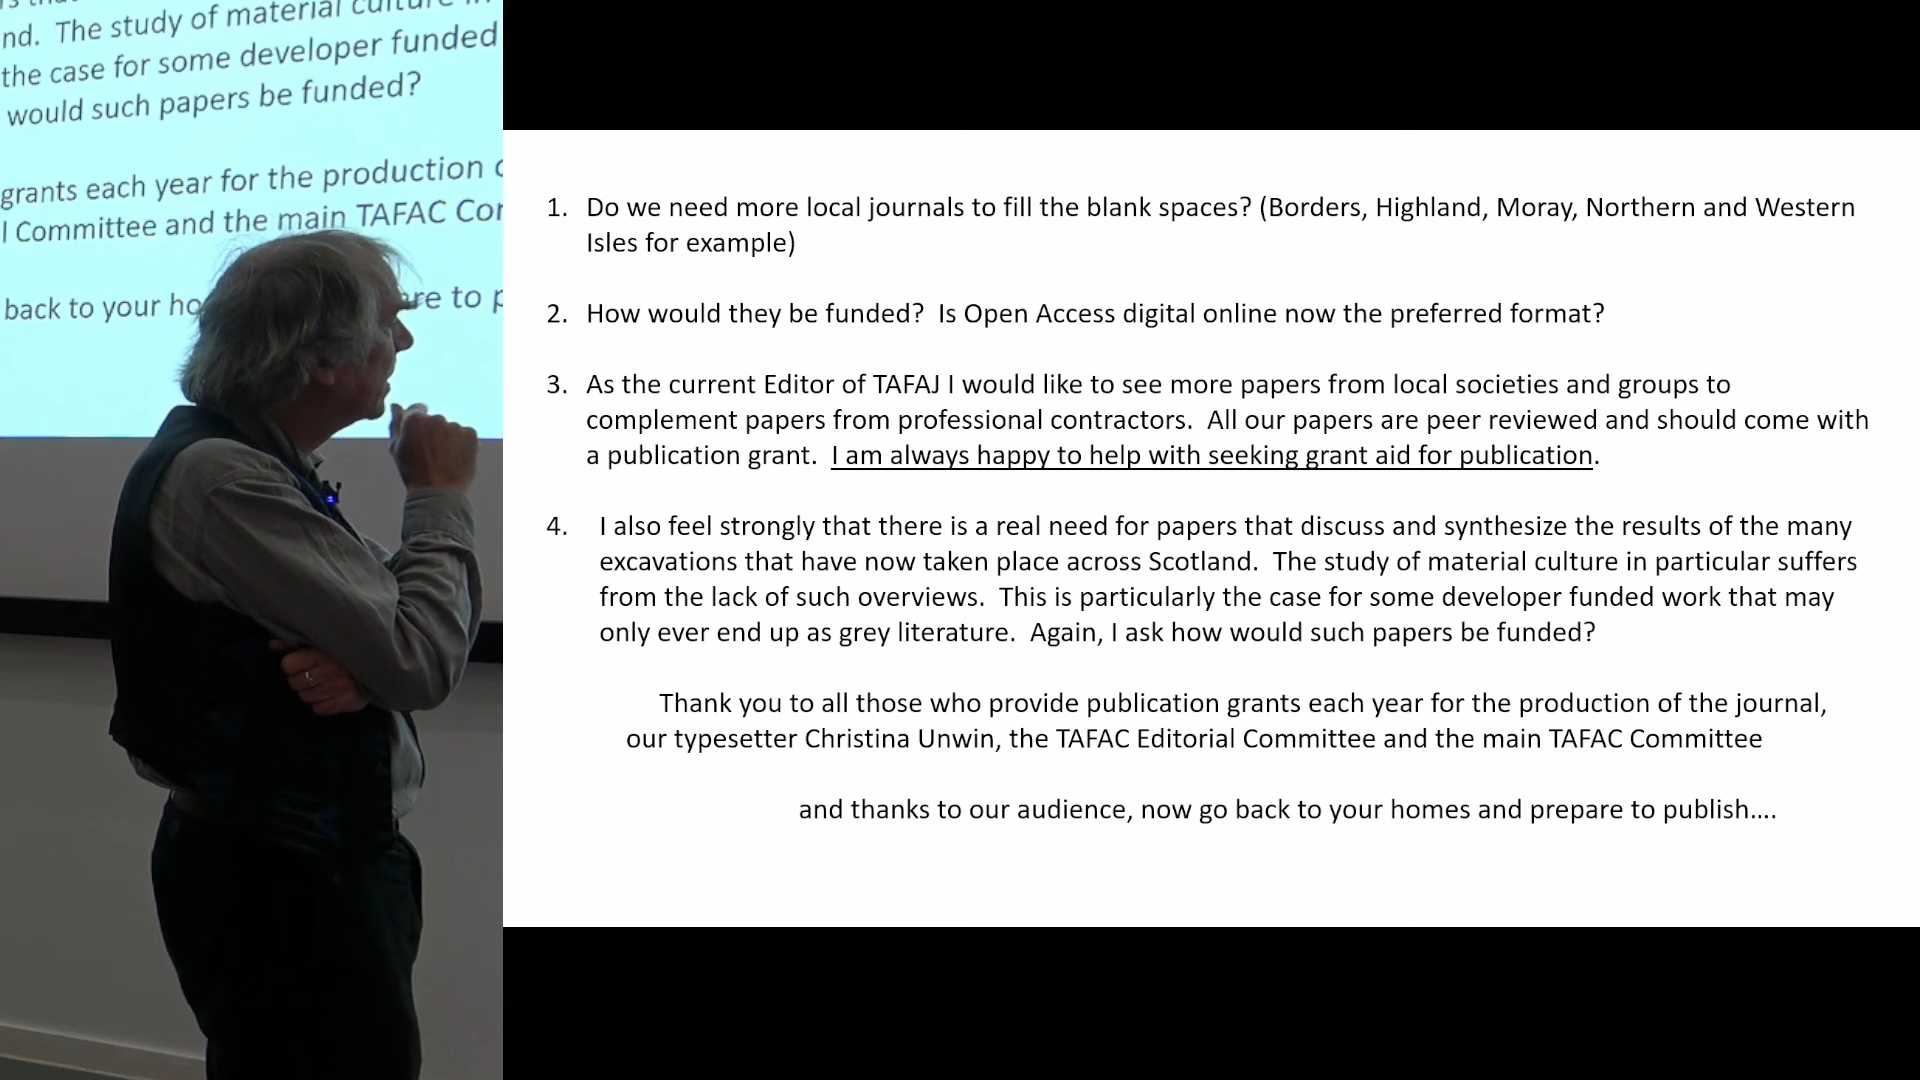 nd. The study of material culture in
the case for some developer funded
would such papers be funded?
grants each year for the production
l Committee and the main TAFAC Cor
back to your ho re to p
1. Do we need more local journals to fill the blank spaces? (Borders, Highland, Moray, Northern and Western
Isles for example)
2. How would they be funded?  Is Open Access digital online now the preferred format?
3. As the current Editor of TAFAJ I would like to see more papers from local societies and groups to
complement papers from professional contractors.  All our papers are peer reviewed and should come with
a publication grant.  I am always happy to help with seeking grant aid for publication.
4. I also feel strongly that there is a real need for papers that discuss and synthesize the results of the many
excavations that have now taken place across Scotland.  The study of material culture in particular suffers
from the lack of such overviews.  This is particularly the case for some developer funded work that may
only ever end up as grey literature.  Again, I ask how would such papers be funded?
Thank you to all those who provide publication grants each year for the production of the journal,
our typesetter Christina Unwin, the TAFAC Editorial Committee and the main TAFAC Committee
and thanks to our audience, now go back to your homes and prepare to publish....